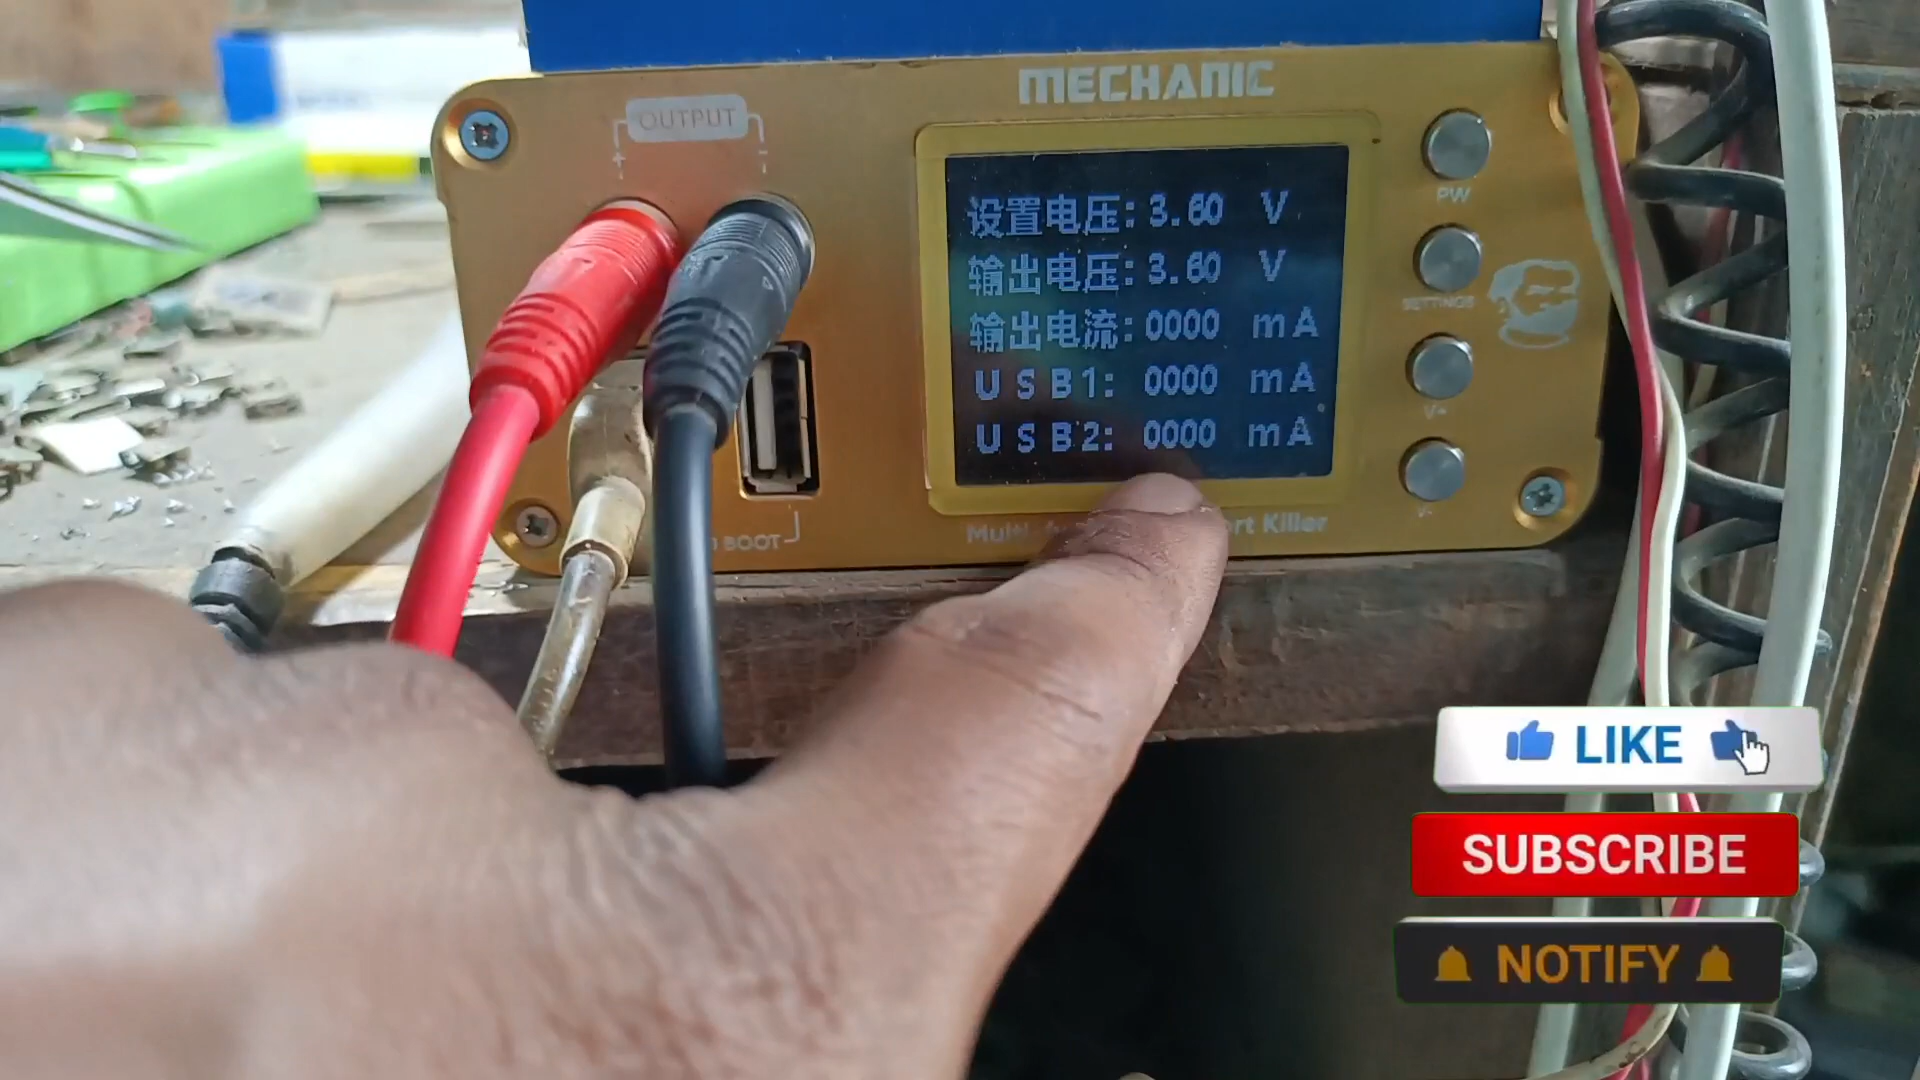 MECHANIC
OUTPUT
+ -
设置电压: 3.60 V
输出电压: 3.60 V
输出电流: 0000 mA
USB1: 0000 mA
USB2: 0000 mA
PW
SETTINGS
V+
V-
BOOT
Multi Killer
LIKE
SUBSCRIBE
NOTIFY